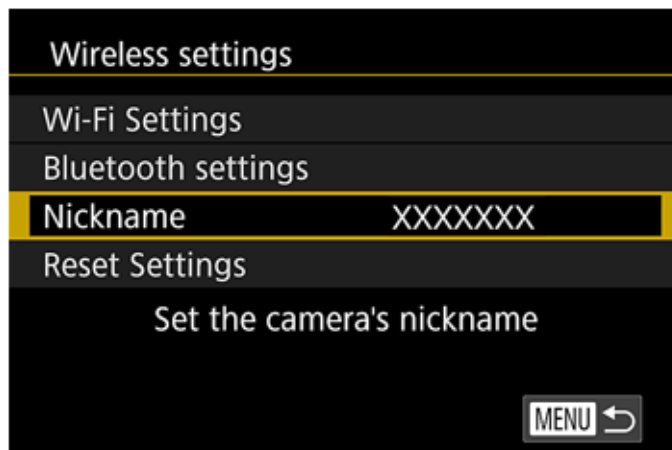 Wireless settings
Wi-Fi Settings
Bluetooth settings
Nickname XXXXXXX
Reset Settings
Set the camera's nickname
MENU